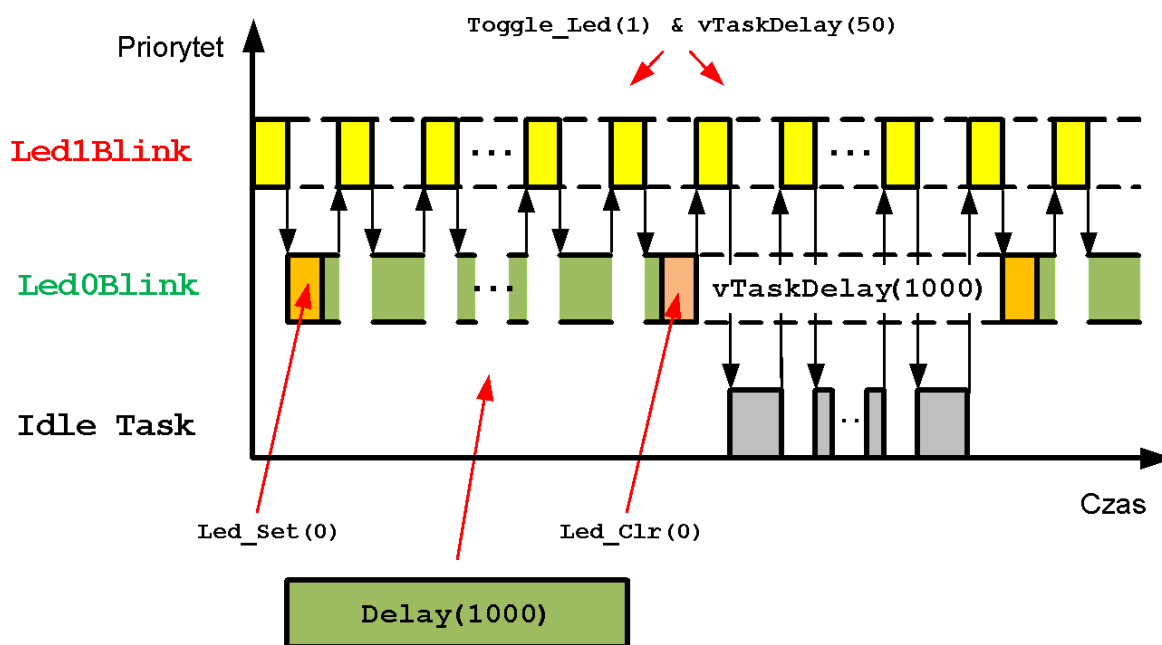 Toggle_Led(1) & vTaskDelay(50)
Priorytet
Led1Blink
...
...
Led0Blink
...
vTaskDelay(1000)
Idle Task
..
Czas
Led_Set(0)
Led_Clr(0)
Delay(1000)